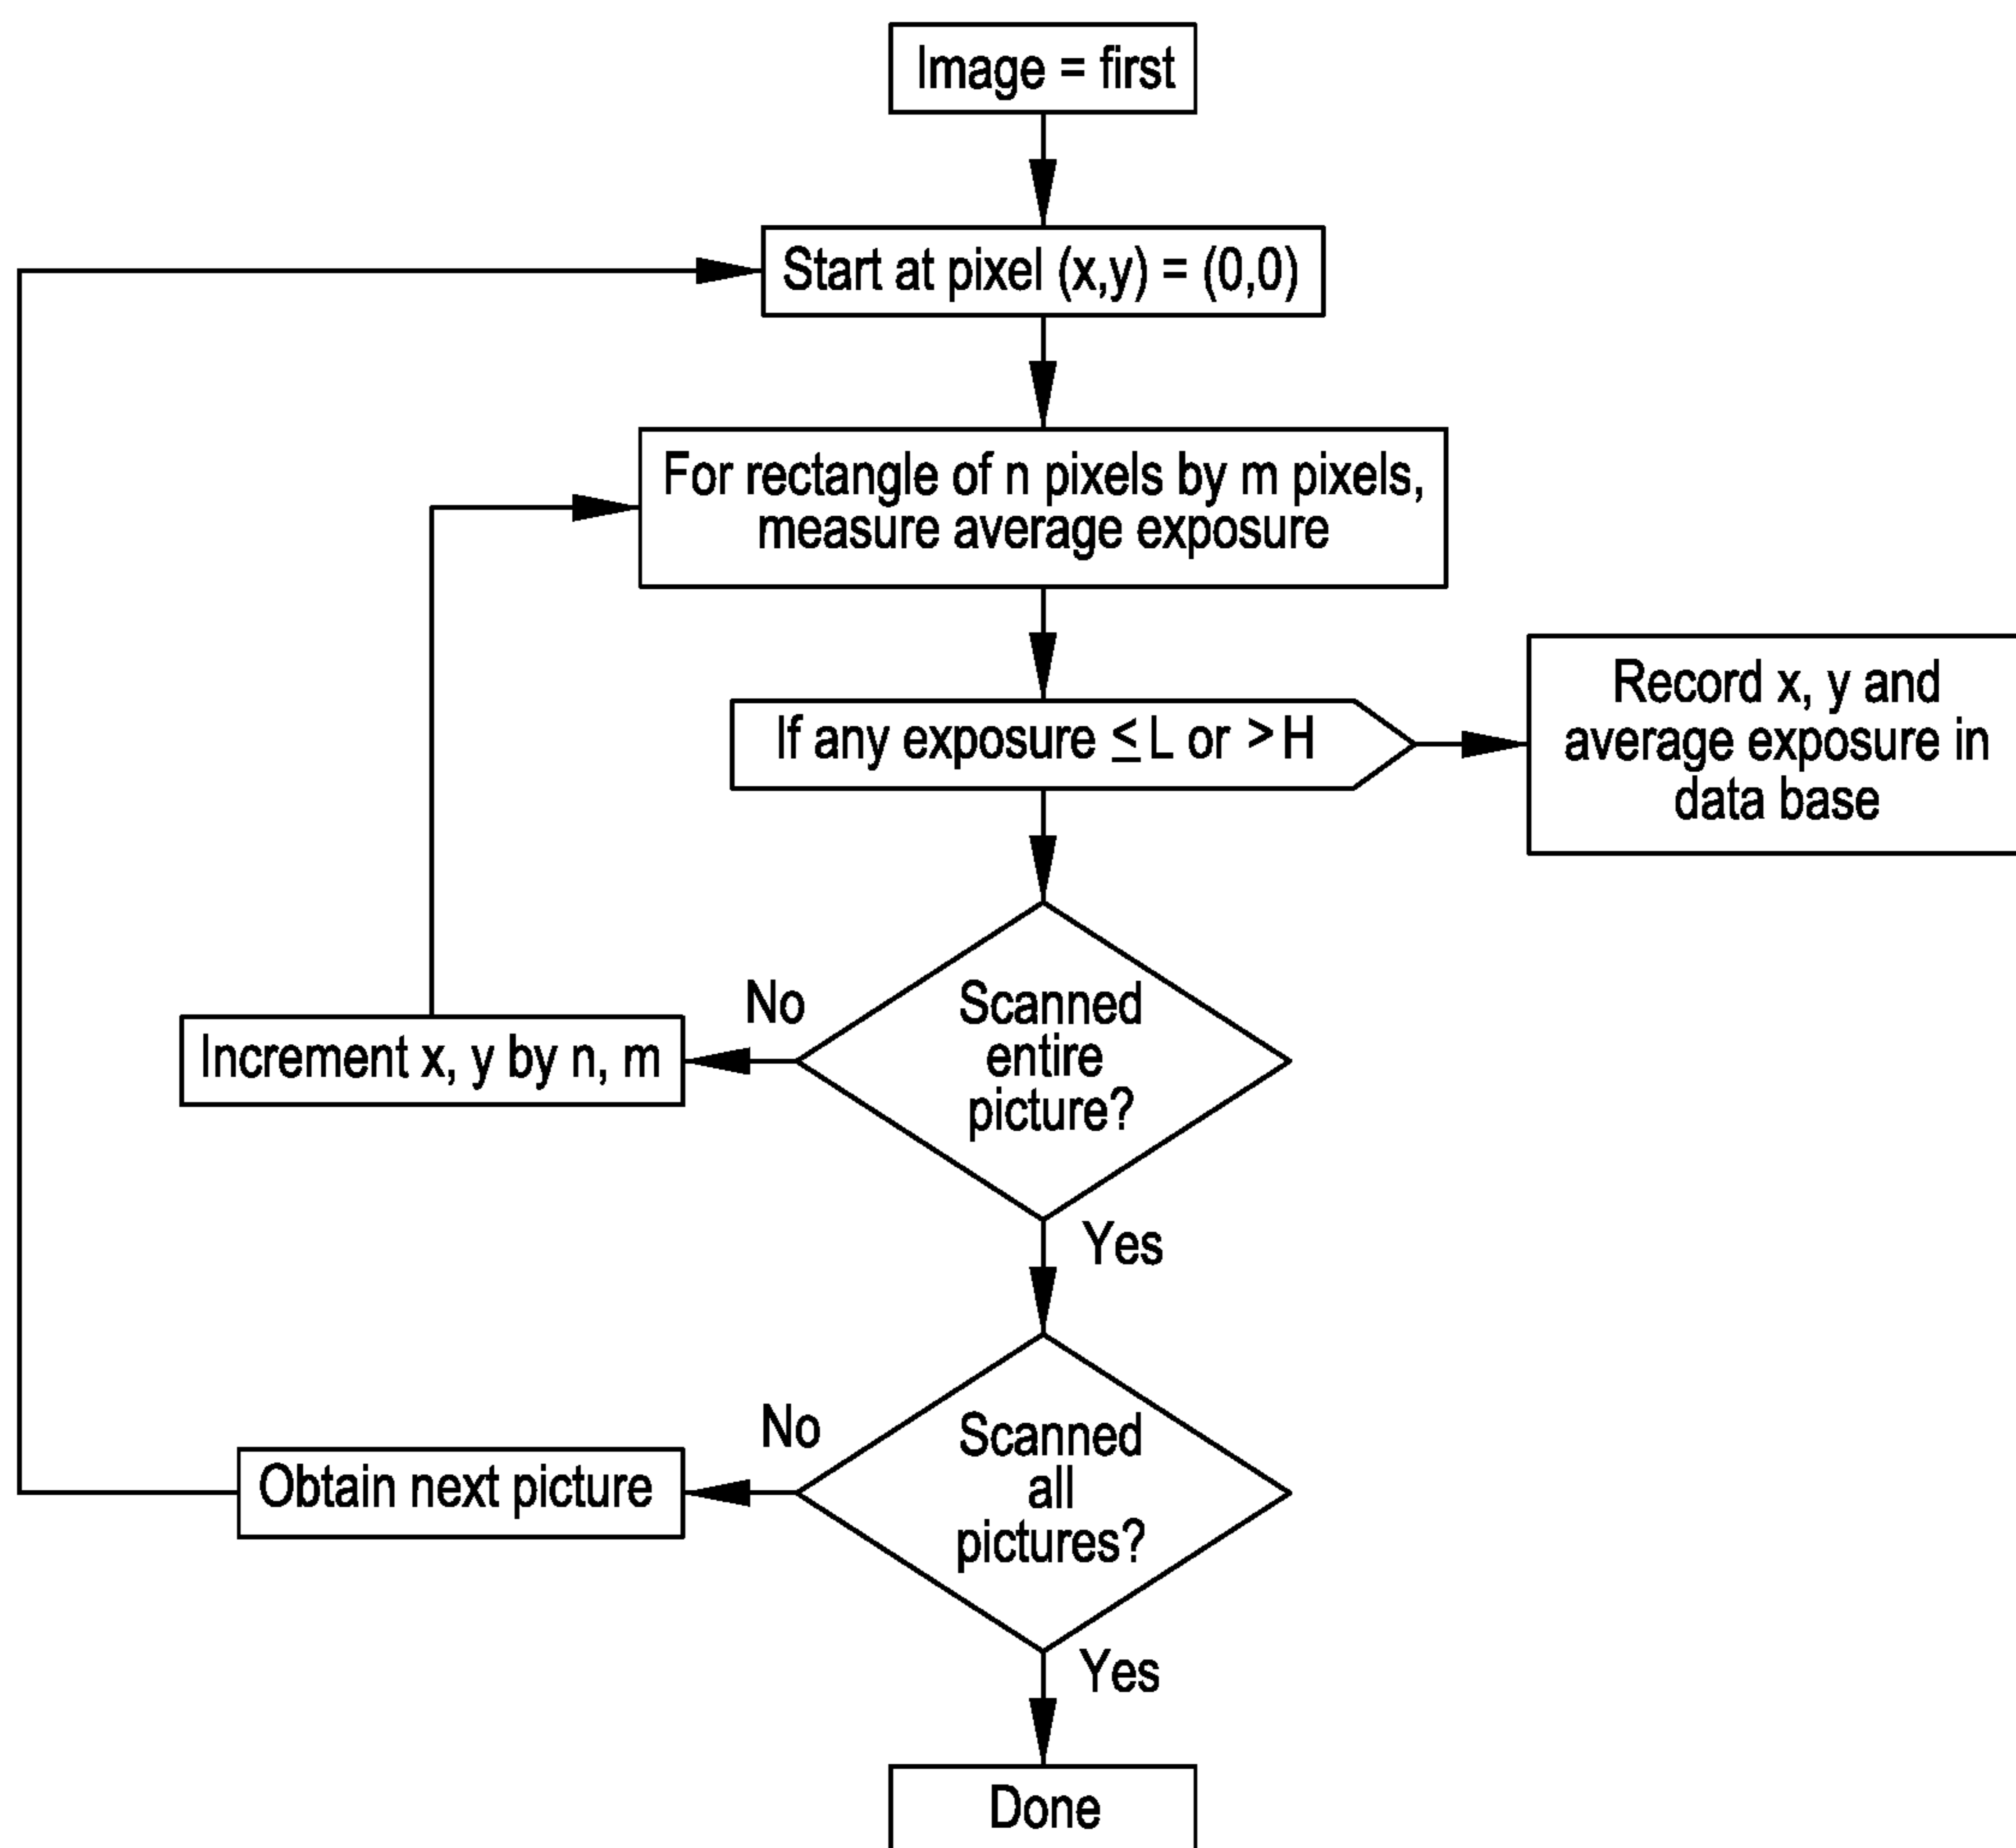 Image = first
Start at pixel (x,y) = (0,0)
For rectangle of n pixels by m pixels,
measure average exposure
If any exposure ≤ L or > H
Record x, y and
average exposure in
data base
Scanned
entire
picture?
No
Increment x, y by n, m
Yes
Scanned
all
pictures?
No
Obtain next picture
Yes
Done